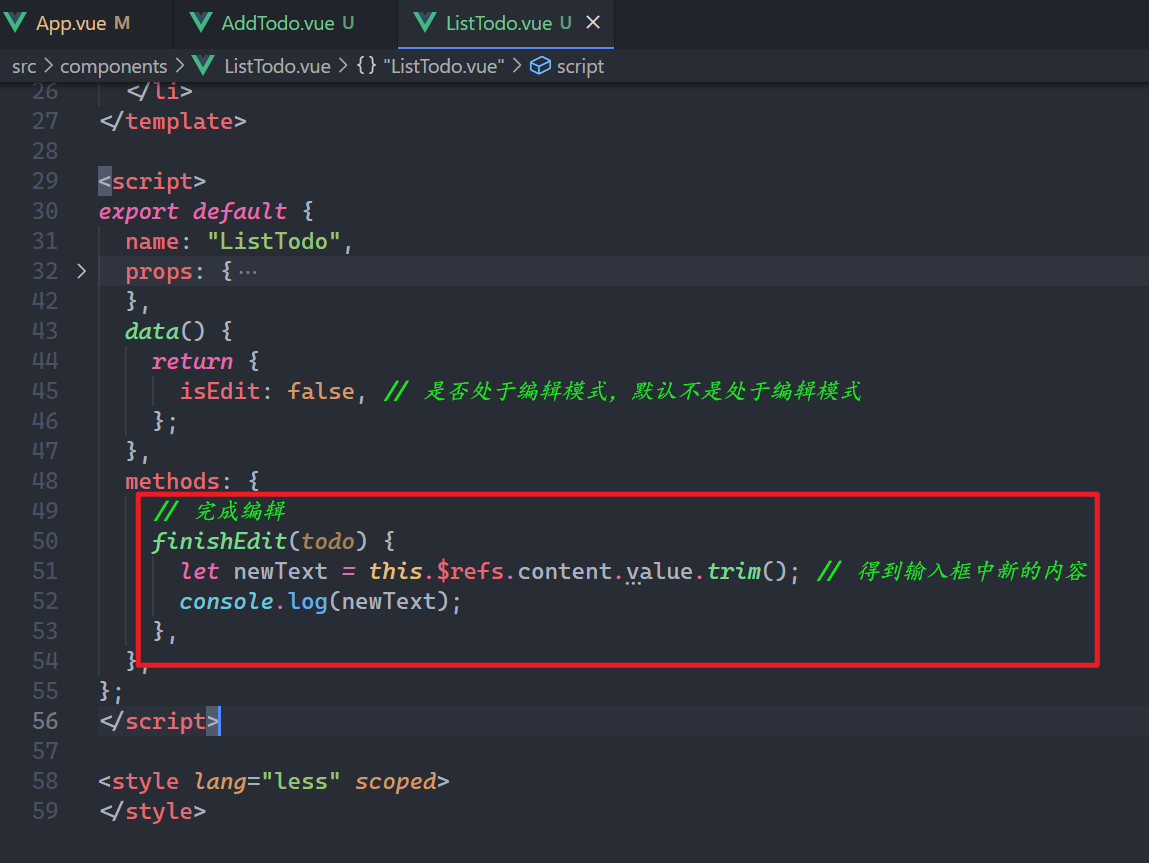 App.vue M AddTodo.vue U ListTodo.vue U
src > components > ListTodo.vue > {} "ListTodo.vue" > script
26 </li>
27 </template>
28
29 <script>
30 export default {
31 name: "ListTodo",
32 props: {···
42 },
43 data() {
44 return {
45 isEdit: false, // 是否处于编辑模式，默认不是处于编辑模式
46 };
47 },
48 methods: {
49 // 完成编辑
50 finishEdit(todo) {
51 let newText = this.$refs.content.value.trim(); // 得到输入框中新的内容
52 console.log(newText);
53 },
54 },
55 };
56 </script>
57
58 <style lang="less" scoped>
59 </style>